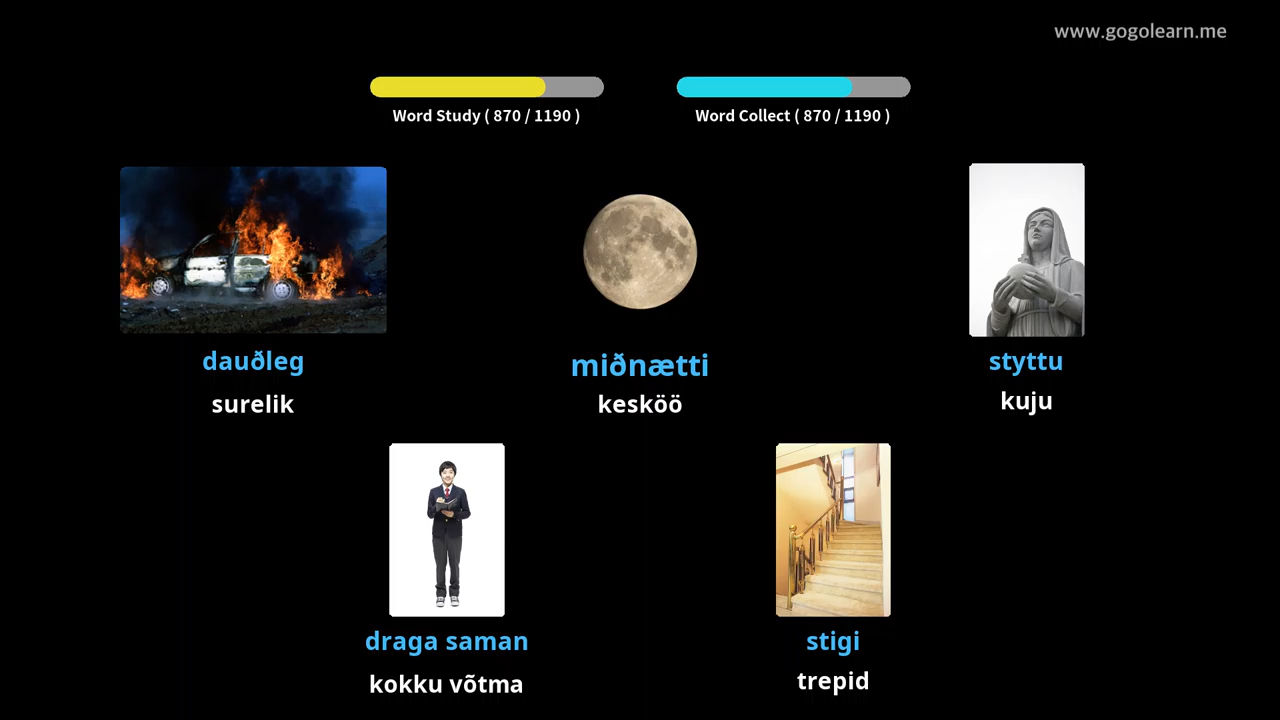 www.gogolearn.me
Word Study ( 870 / 1190 )
Word Collect ( 870 / 1190 )
dauðleg
surelik
miðnætti
kesköö
styttu
kuju
draga saman
kokku võtma
stigi
trepid